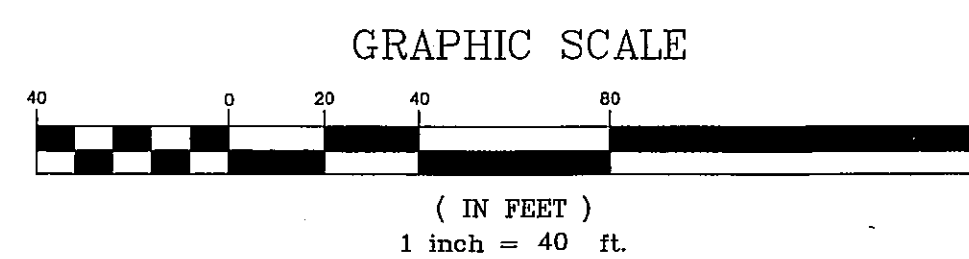 GRAPHIC SCALE
40 0 20 40 80
( IN FEET )
1 inch = 40 ft.